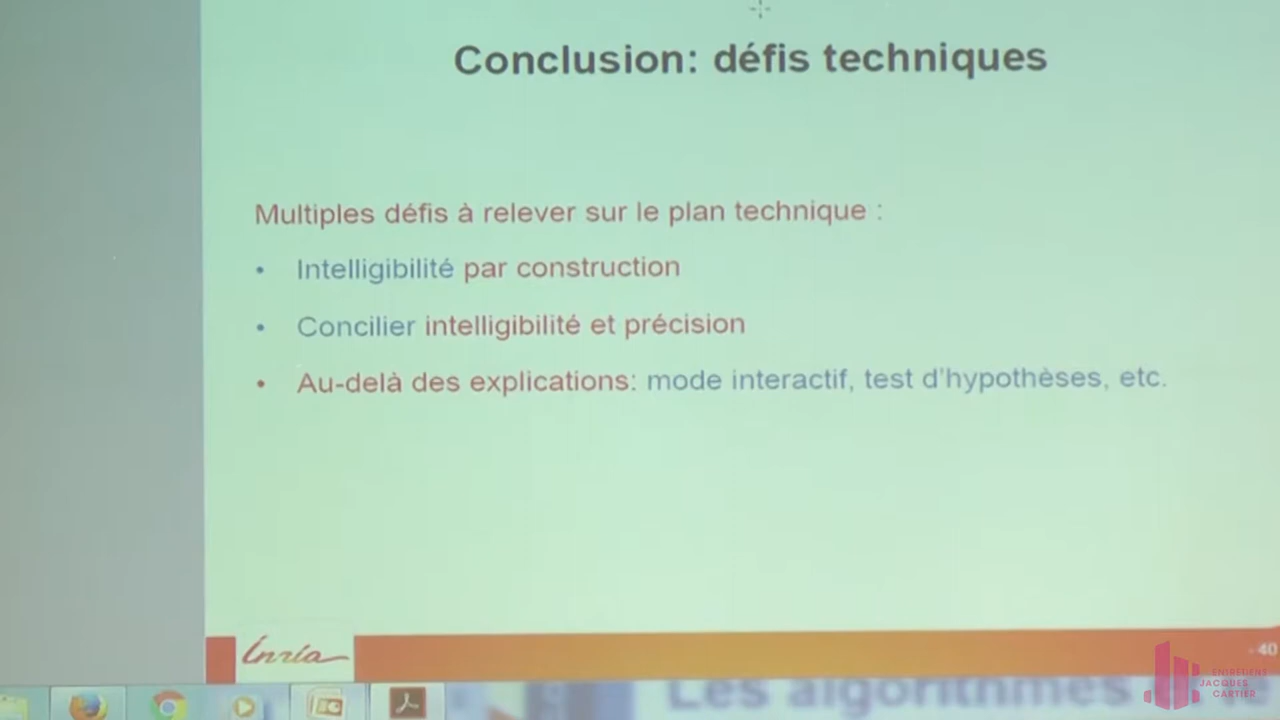 Conclusion: défis techniques
Multiples défis à relever sur le plan technique :
• Intelligibilité par construction
• Concilier intelligibilité et précision
• Au-delà des explications: mode interactif, test d'hypothèses, etc.
Inria
40
Les algorithmes
ENTRETIENS
JACQUES
CARTIER